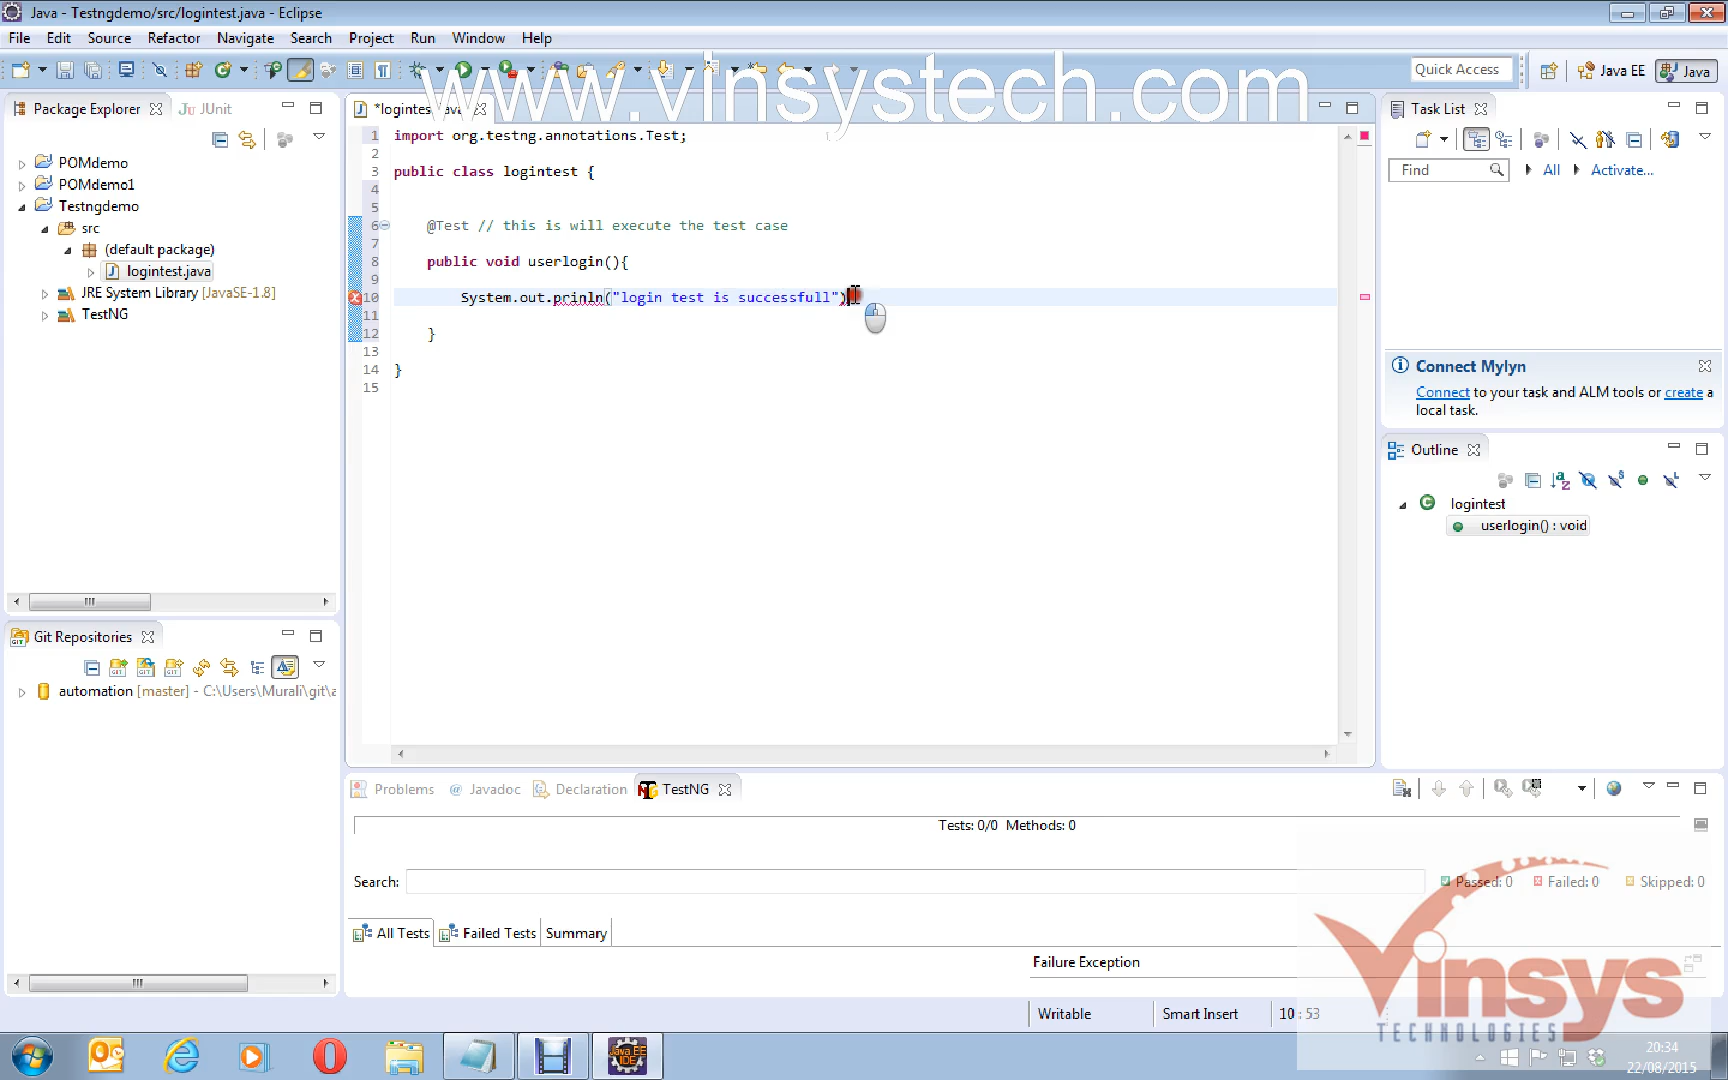 Java - Testngdemo/src/logintest.java - Eclipse
File Edit Source Refactor Navigate Search Project Run Window Help
www.vinsystech.com
Quick Access
Java EE
Java
Package Explorer
JUnit
POMdemo
POMdemo1
Testngdemo
src
(default package)
logintest.java
JRE System Library [JavaSE-1.8]
TestNG
Git Repositories
automation [master] - C:\Users\Murali\git\a
1 import org.testng.annotations.Test;
2
3 public class logintest {
4
5
6 @Test // this is will execute the test case
7
8 public void userlogin(){
9
10 System.out.prinln("login test is successfull")
11
12 }
13
14 }
15
Task List
Find
All
Activate...
Connect Mylyn
Connect to your task and ALM tools or create a
local task.
Outline
logintest
userlogin() : void
Problems
@ Javadoc
Declaration
TestNG
Tests: 0/0 Methods: 0
Search:
Passed: 0
Failed: 0
Skipped: 0
All Tests
Failed Tests
Summary
Failure Exception
Writable
Smart Insert
10 : 53
Vinsys
TECHNOLOGIES
Java EE
IDE
20:34
22/08/2015